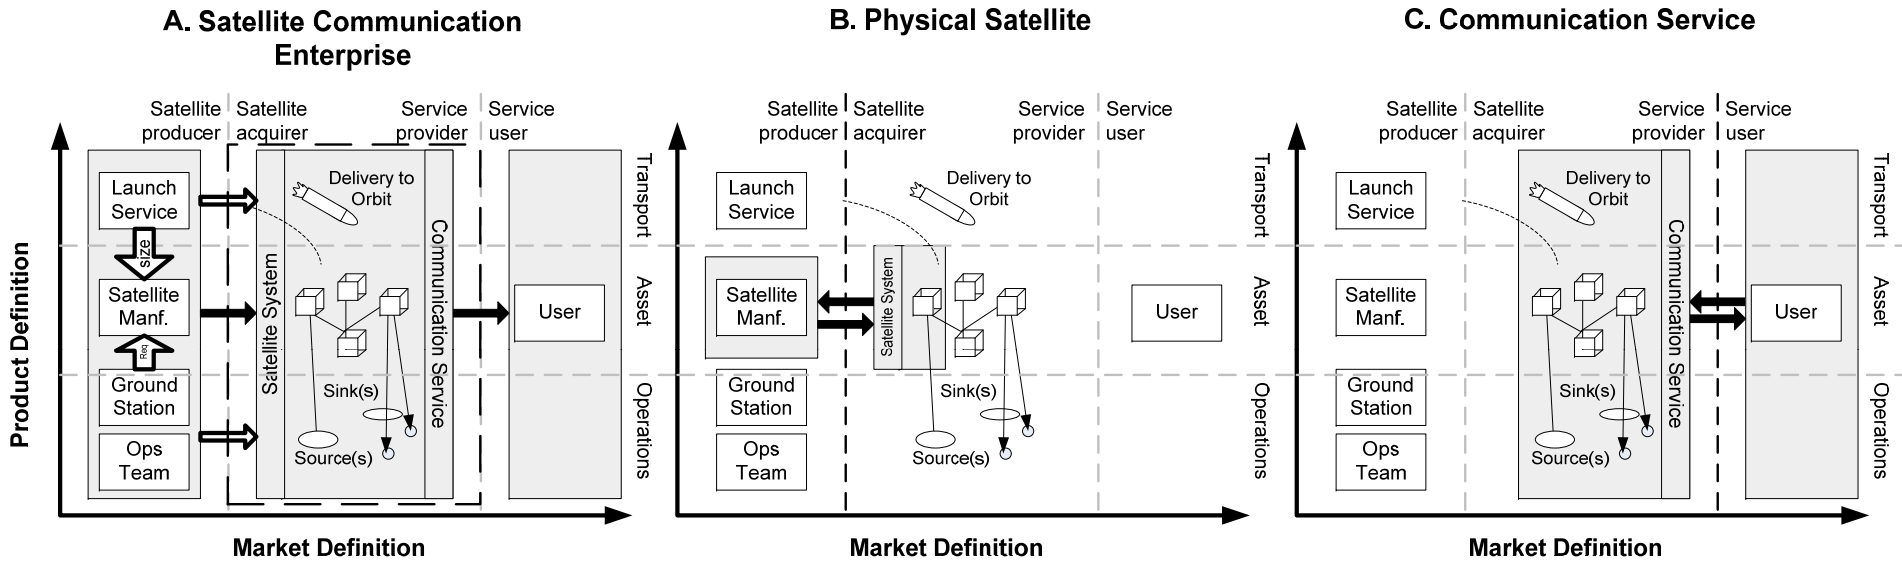 A. Satellite Communication
Enterprise
Satellite
producer
Satellite
acquirer
Service
provider
Service
user
Product Definition
Launch
Service
size
Satellite
Manf.
Req
Ground
Station
Ops
Team
Satellite System
Delivery to
Orbit
Sink(s)
Source(s)
Communication Service
User
Transport
Asset
Operations
Market Definition
B. Physical Satellite
Satellite
producer
Satellite
acquirer
Service
provider
Service
user
Launch
Service
Satellite
Manf.
Ground
Station
Ops
Team
Satellite System
Delivery to
Orbit
Sink(s)
Source(s)
User
Transport
Asset
Operations
Market Definition
C. Communication Service
Satellite
producer
Satellite
acquirer
Service
provider
Service
user
Launch
Service
Satellite
Manf.
Ground
Station
Ops
Team
Delivery to
Orbit
Sink(s)
Source(s)
Communication Service
User
Transport
Asset
Operations
Market Definition